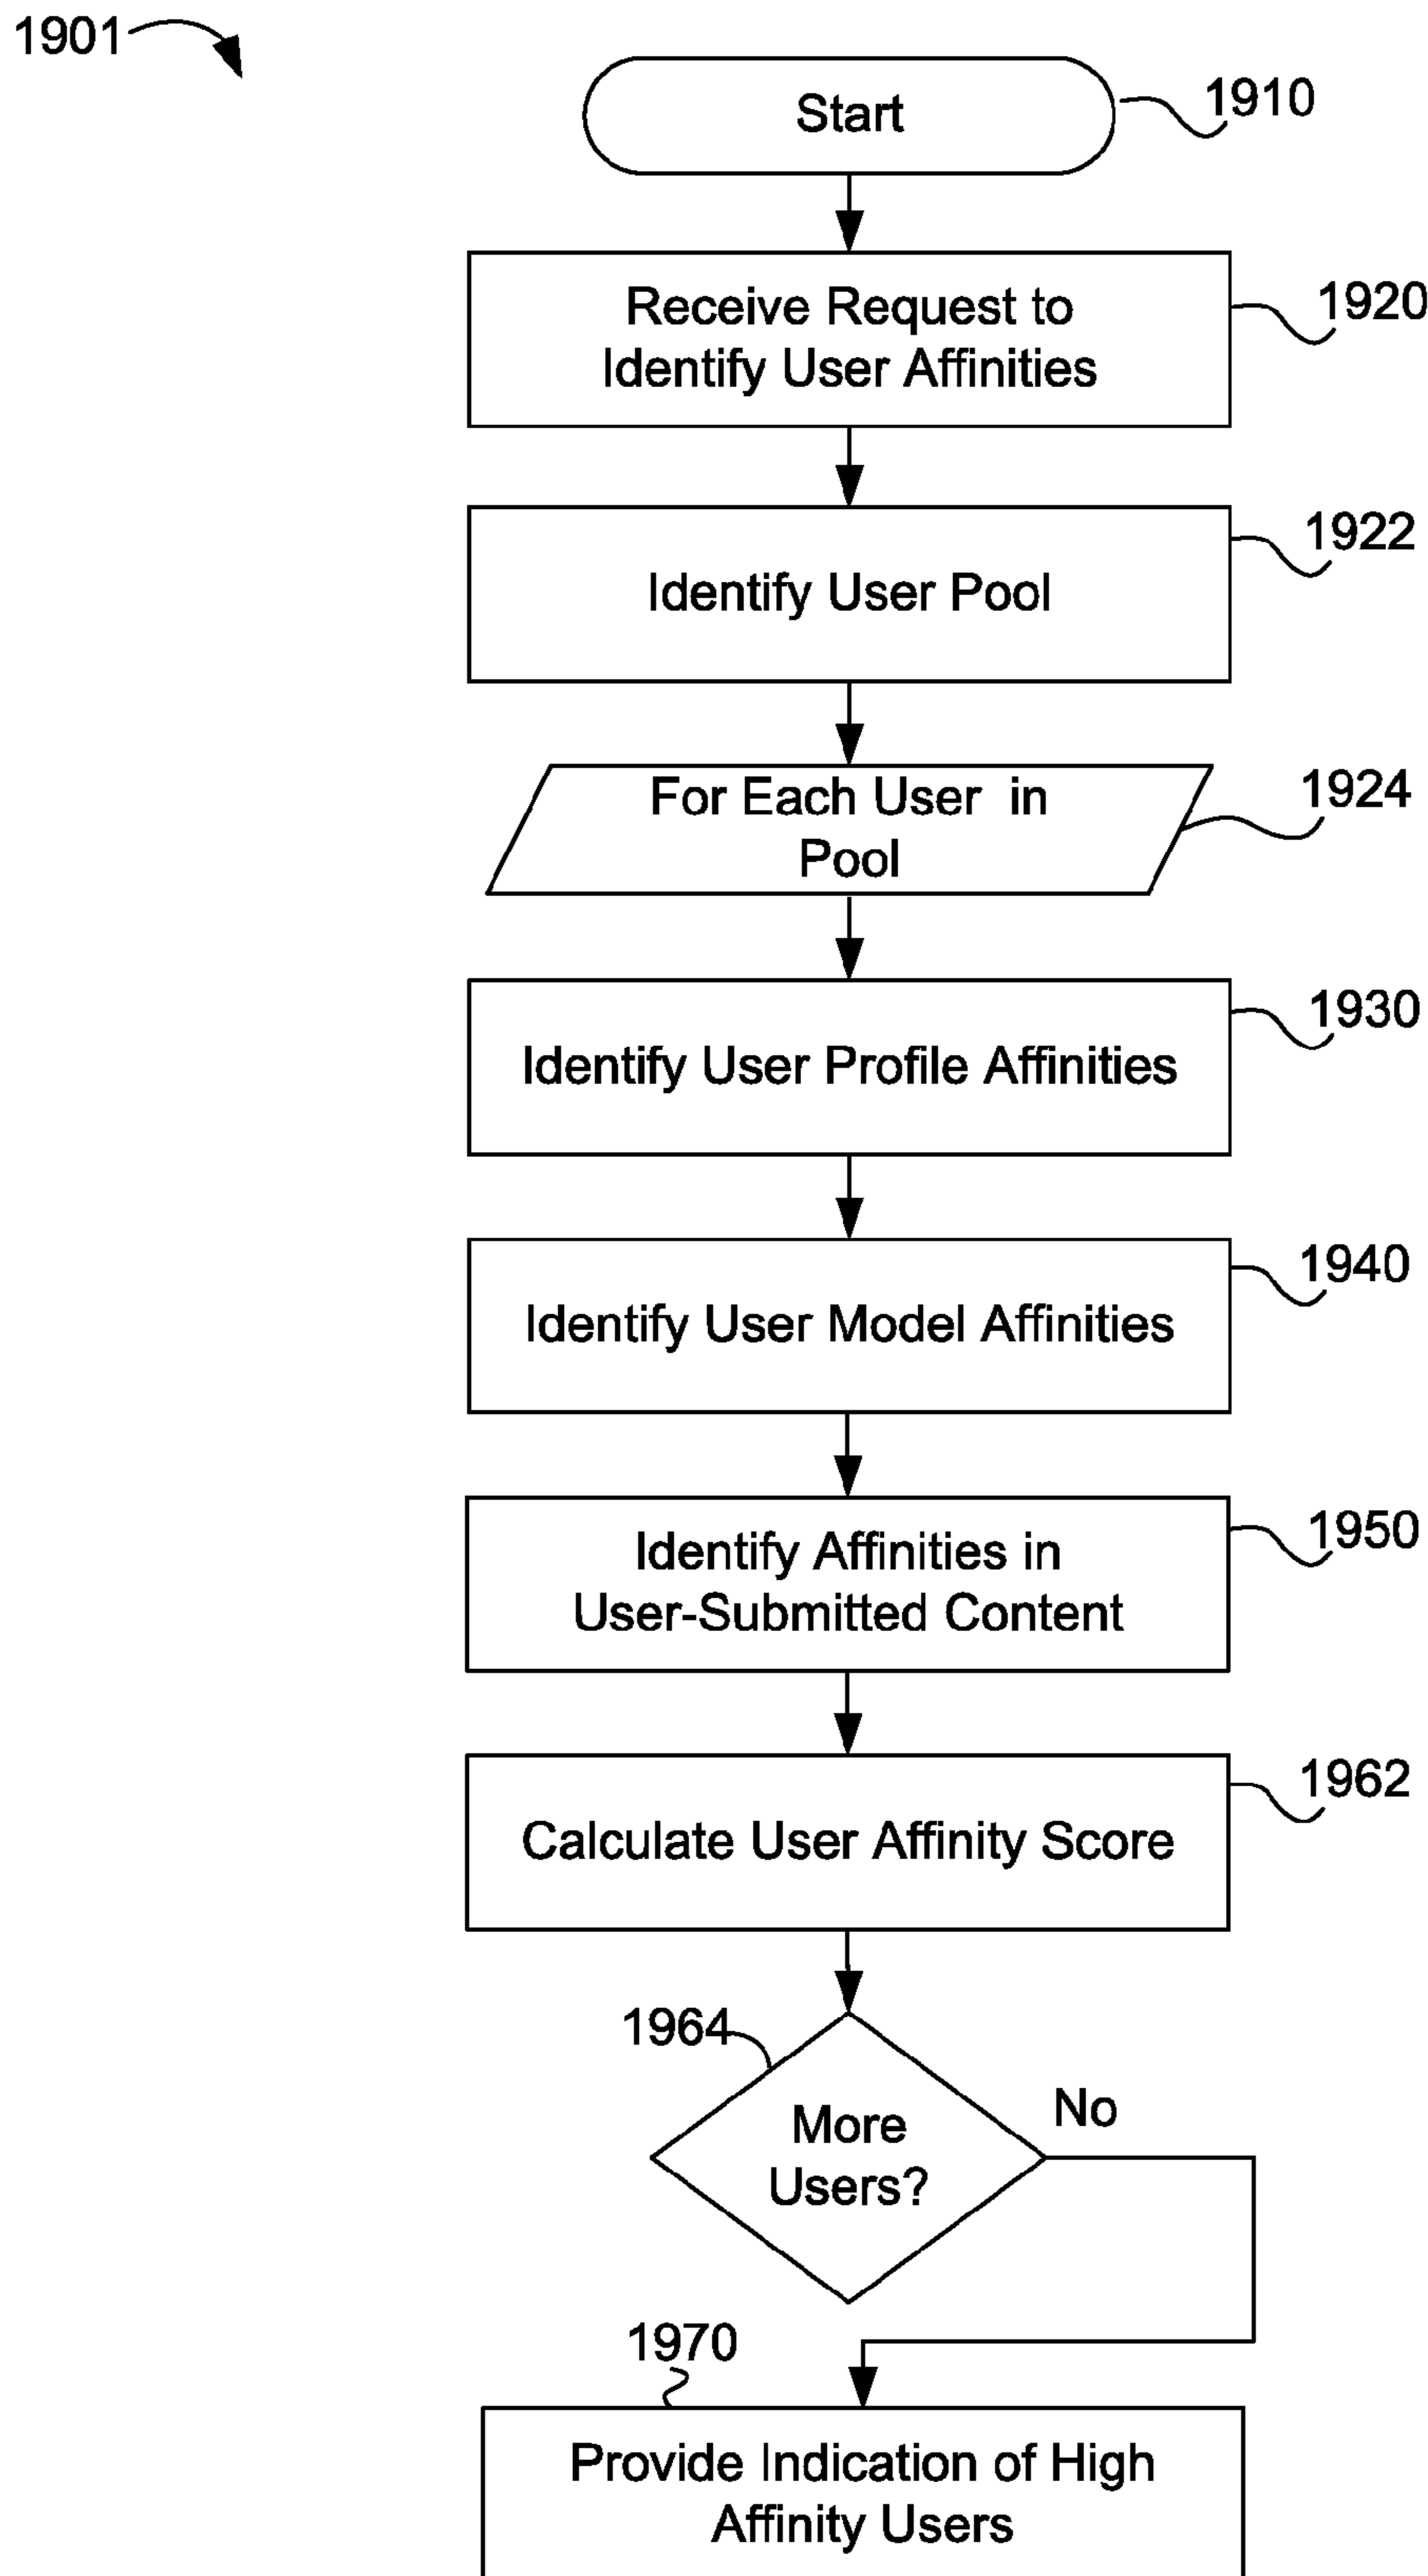 1901
Start
1910
Receive Request to
Identify User Affinities
1920
Identify User Pool
1922
For Each User in
Pool
1924
Identify User Profile Affinities
1930
Identify User Model Affinities
1940
Identify Affinities in
User-Submitted Content
1950
Calculate User Affinity Score
1962
1964
More
Users?
No
1970
Provide Indication of High
Affinity Users